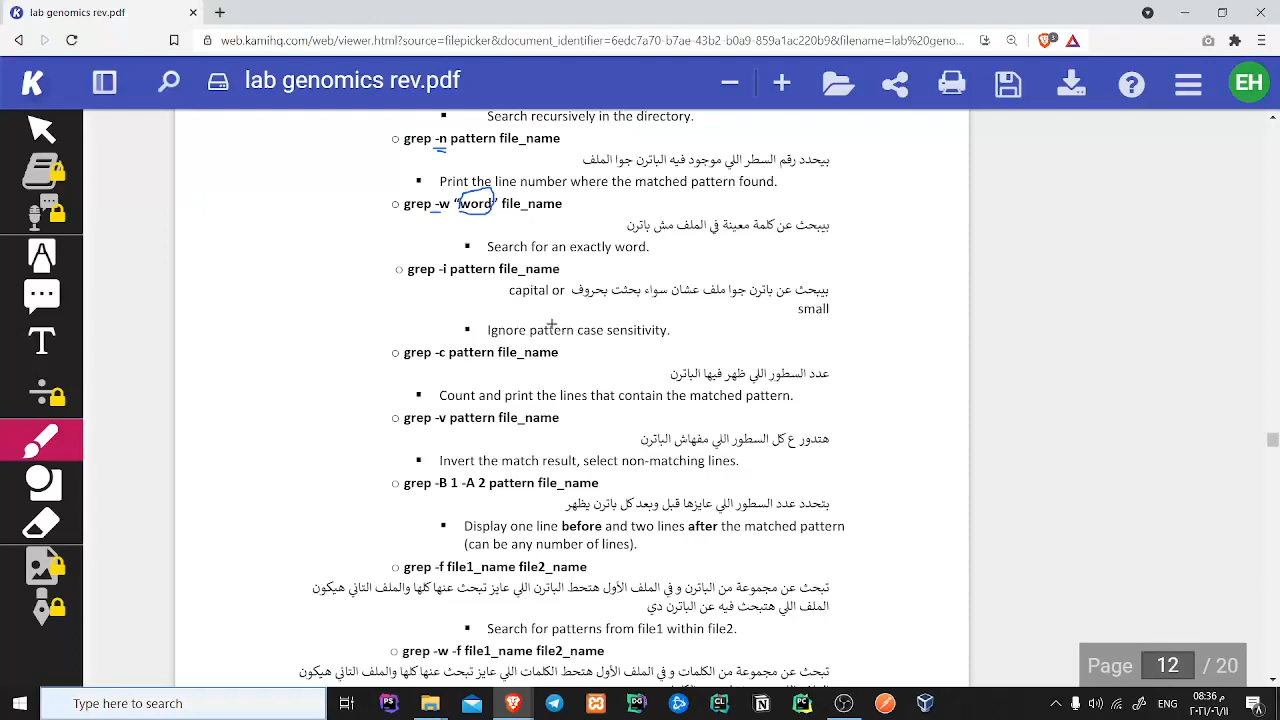 lab genomics rev.pdf
web.kamihq.com/web/viewer.html?source=filepicker&document_identifier=6edc7a70-b7ae-43b2-b0a9-859a1ac220b9&filename=lab%20geno...
K
lab genomics rev.pdf
EH
Search recursively in the directory.
grep -n pattern file_name
بيحدد رقم السطر اللي موجود فيه الباترن جوا الملف
Print the line number where the matched pattern found.
grep -w “word” file_name
بيبحث عن كلمة معينة في الملف مش باترن
Search for an exactly word.
grep -i pattern file_name
بيبحث عن باترن جوا ملف عشان سواء بحثت بحروف capital or
small
Ignore pattern case sensitivity.
grep -c pattern file_name
عدد السطور اللي ظهر فيها الباترن
Count and print the lines that contain the matched pattern.
grep -v pattern file_name
هتدور ع كل السطور اللي مفهاش الباترن
Invert the match result, select non-matching lines.
grep -B 1 -A 2 pattern file_name
بتحدد عدد السطور اللي عايزها قبل وبعد كل باترن يظهر
Display one line before and two lines after the matched pattern
(can be any number of lines).
grep -f file1_name file2_name
تبحث عن مجموعة من الباترن و في الملف الأول هتحط الباترن اللي عايز تبحث عنها كلها والملف التاني هيكون
الملف اللي هتبحث فيه عن الباترن دي
Search for patterns from file1 within file2.
grep -w -f file1_name file2_name
تبحث عن مجموعة من الكلمات و في الملف الأول هتحط الكلمات اللي عايز تبحث عنها كلها والملف التاني هيكون
Page 12 / 20
Type here to search
08:36 م